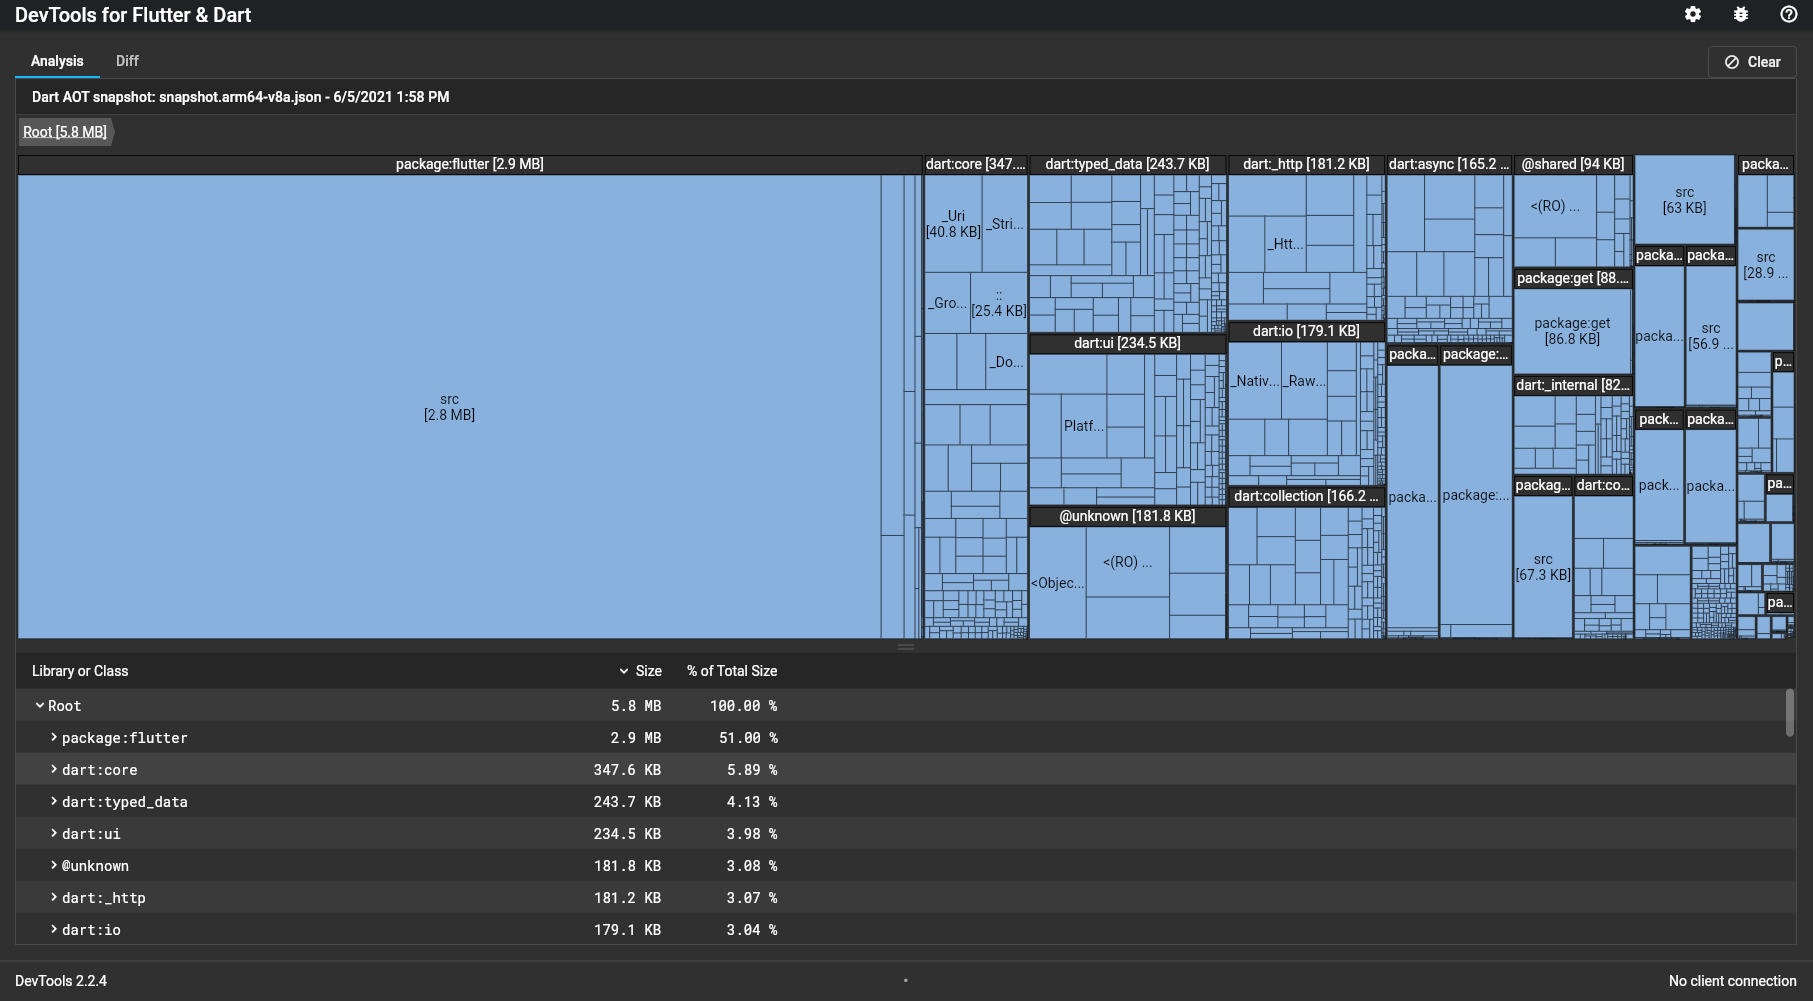 DevTools for Flutter & Dart
Analysis Diff
Clear
Dart AOT snapshot: snapshot.arm64-v8a.json - 6/5/2021 1:58 PM
Root [5.8 MB]
package:flutter [2.9 MB]
src
[2.8 MB]
dart:core [347....
_Uri
[40.8 KB]
_Stri...
_Gro...
::
[25.4 KB]
_Do...
dart:typed_data [243.7 KB]
dart:ui [234.5 KB]
Platf...
@unknown [181.8 KB]
<Objec...
<(RO) ...
dart:_http [181.2 KB]
_Htt...
dart:io [179.1 KB]
_Nativ...
_Raw...
dart:collection [166.2 ...
dart:async [165.2 ...
packa...
packa...
package:...
package:...
@shared [94 KB]
<(RO) ...
package:get [88....
package:get
[86.8 KB]
dart:_internal [82...
packag...
src
[67.3 KB]
dart:co...
src
[63 KB]
packa...
packa...
packa...
src
[56.9 ...
pack...
pack...
packa...
packa...
packa...
src
[28.9 ...
p...
pa...
pa...
Library or Class Size % of Total Size
Root 5.8 MB 100.00 %
package:flutter 2.9 MB 51.00 %
dart:core 347.6 KB 5.89 %
dart:typed_data 243.7 KB 4.13 %
dart:ui 234.5 KB 3.98 %
@unknown 181.8 KB 3.08 %
dart:_http 181.2 KB 3.07 %
dart:io 179.1 KB 3.04 %
DevTools 2.2.4
No client connection